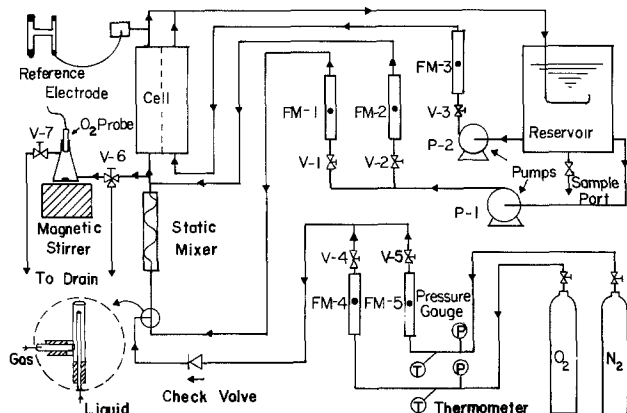 Reference
Electrode
V-7
O₂ Probe
V-6
Magnetic
Stirrer
To Drain
Gas
Liquid
Cell
Static
Mixer
Check Valve
FM-1
FM-2
FM-3
V-1
V-2
V-3
P-2
Pumps
P-1
Reservoir
Sample
Port
V-4
V-5
FM-4
FM-5
Pressure
Gauge
P
P
T
T
Thermometer
O₂
N₂